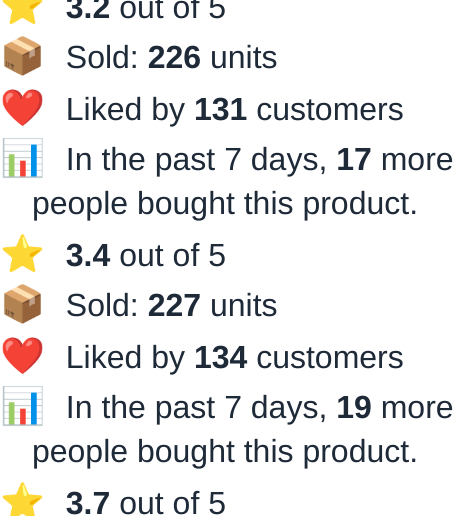 3.2 out of 5
Sold: 226 units
Liked by 131 customers
In the past 7 days, 17 more
people bought this product.
3.4 out of 5
Sold: 227 units
Liked by 134 customers
In the past 7 days, 19 more
people bought this product.
3.7 out of 5